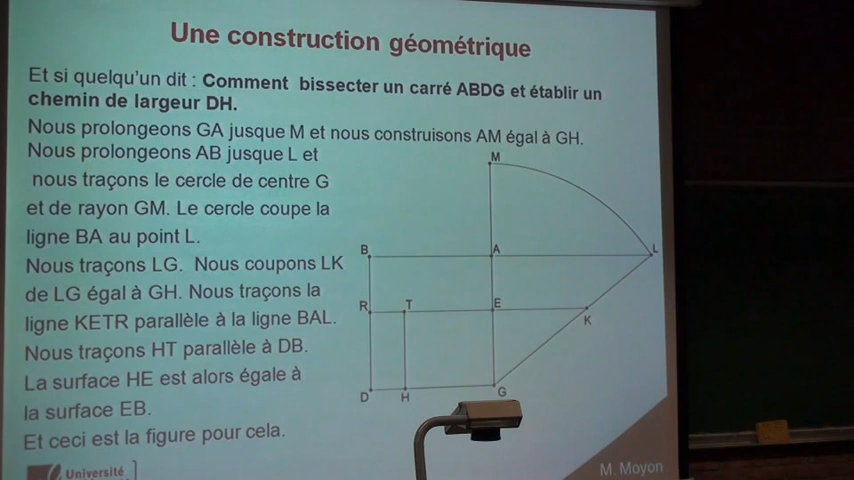 Une construction géométrique
Et si quelqu'un dit : Comment bissecter un carré ABDG et établir un
chemin de largeur DH.
Nous prolongeons GA jusque M et nous construisons AM égal à GH.
Nous prolongeons AB jusque L et
nous traçons le cercle de centre G
et de rayon GM. Le cercle coupe la
ligne BA au point L.
Nous traçons LG. Nous coupons LK
de LG égal à GH. Nous traçons la
ligne KETR parallèle à la ligne BAL.
Nous traçons HT parallèle à DB.
La surface HE est alors égale à
la surface EB.
Et ceci est la figure pour cela.
M
B A L
R T E K
D H G
Université
M. Moyon